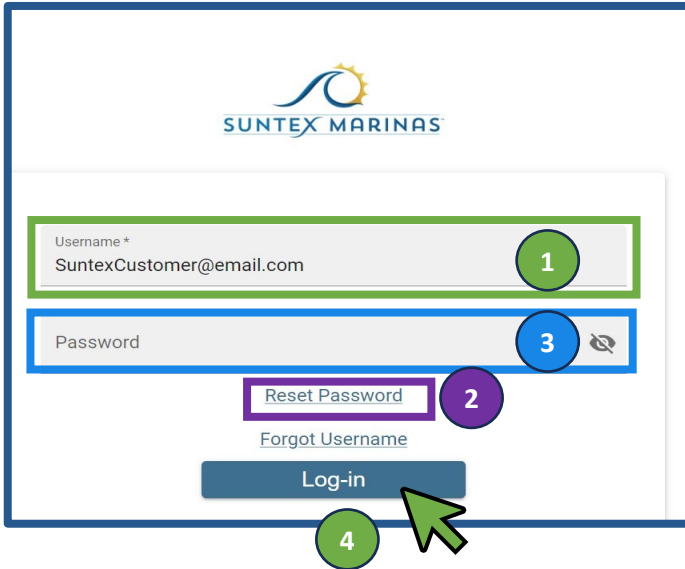 SUNTEX MARINAS
Username *
SuntexCustomer@email.com
1
Password
3
Reset Password
2
Forgot Username
Log-in
4